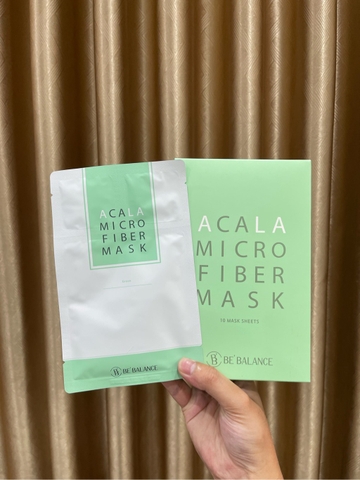 ACALA
MICRO
FIBER
MASK
BE BALANCE
ACALA
MICRO
FIBER
MASK
10 MASK SHEETS
BE BALANCE